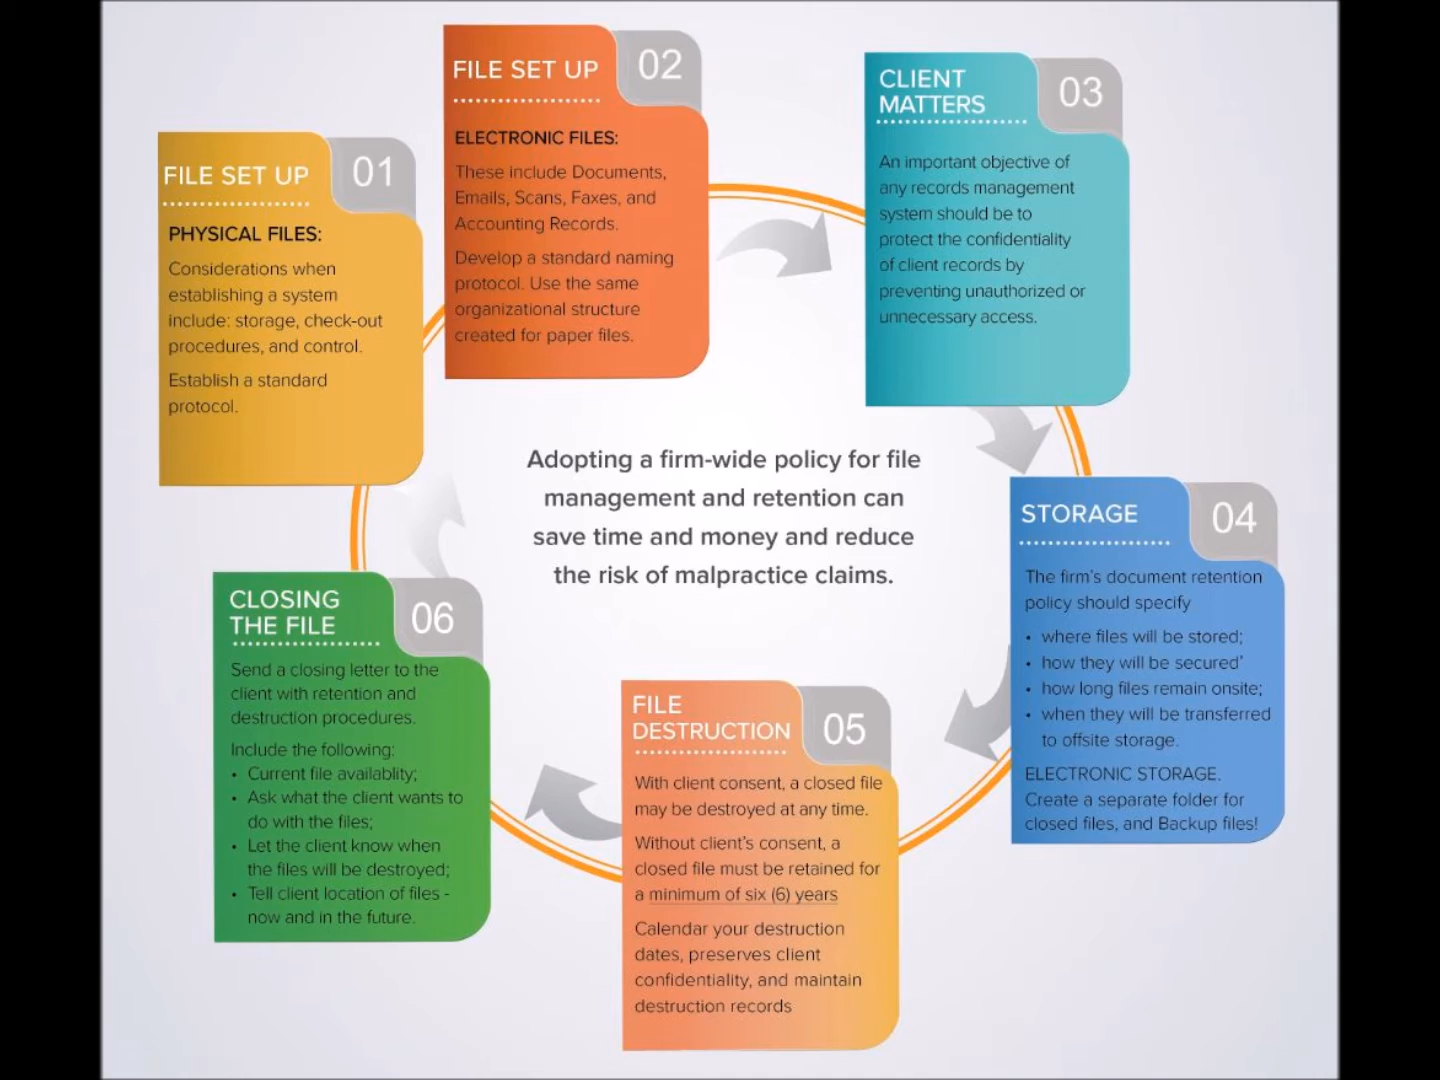 FILE SET UP
01
PHYSICAL FILES:
Considerations when
establishing a system
include: storage, check-out
procedures, and control.
Establish a standard
protocol.
FILE SET UP
02
ELECTRONIC FILES:
These include Documents,
Emails, Scans, Faxes, and
Accounting Records.
Develop a standard naming
protocol. Use the same
organizational structure
created for paper files.
CLIENT
MATTERS
03
An important objective of
any records management
system should be to
protect the confidentiality
of client records by
preventing unauthorized or
unnecessary access.
Adopting a firm-wide policy for file
management and retention can
save time and money and reduce
the risk of malpractice claims.
STORAGE
04
The firm's document retention
policy should specify
• where files will be stored;
• how they will be secured'
• how long files remain onsite;
• when they will be transferred
to offsite storage.
ELECTRONIC STORAGE.
Create a separate folder for
closed files, and Backup files!
FILE
DESTRUCTION
05
With client consent, a closed file
may be destroyed at any time.
Without client's consent, a
closed file must be retained for
a minimum of six (6) years
Calendar your destruction
dates, preserves client
confidentiality, and maintain
destruction records
CLOSING
THE FILE
06
Send a closing letter to the
client with retention and
destruction procedures.
Include the following:
• Current file availablity;
• Ask what the client wants to
do with the files;
• Let the client know when
the files will be destroyed;
• Tell client location of files -
now and in the future.